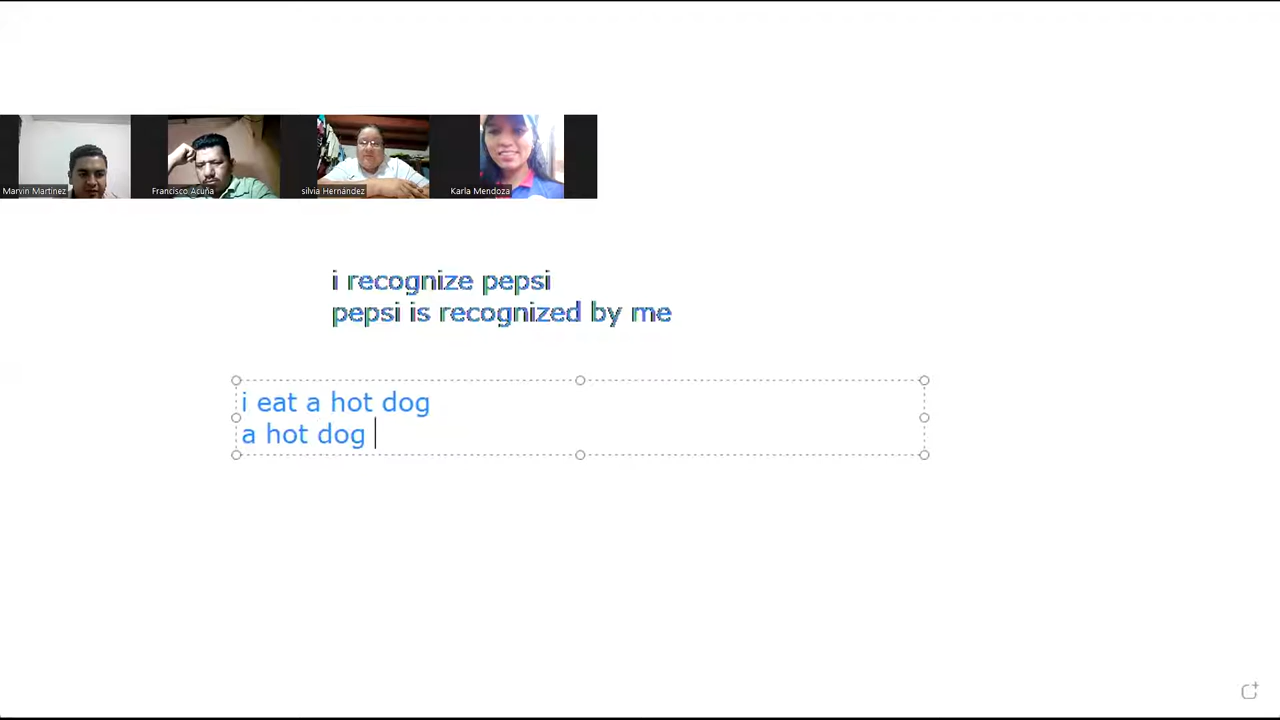 Marvin Martinez
Francisco Acuña
silvia Hernández
Karla Mendoza
i recognize pepsi
pepsi is recognized by me
i eat a hot dog
a hot dog